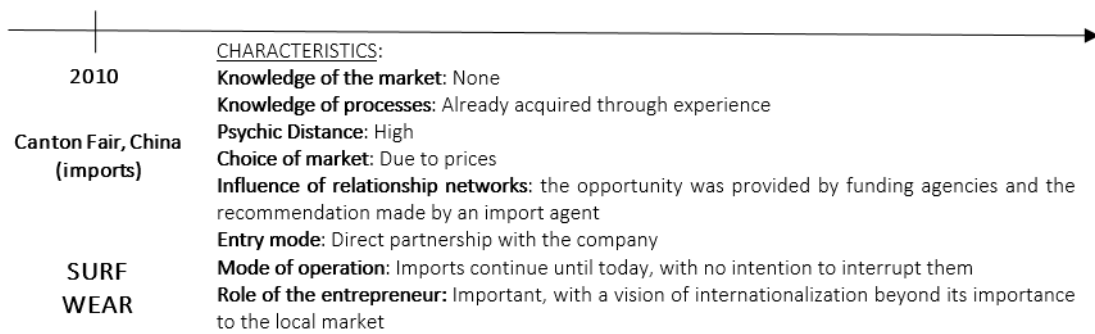 2010
Canton Fair, China
(imports)
SURF
WEAR
CHARACTERISTICS:
Knowledge of the market: None
Knowledge of processes: Already acquired through experience
Psychic Distance: High
Choice of market: Due to prices
Influence of relationship networks: the opportunity was provided by funding agencies and the
recommendation made by an import agent
Entry mode: Direct partnership with the company
Mode of operation: Imports continue until today, with no intention to interrupt them
Role of the entrepreneur: Important, with a vision of internationalization beyond its importance
to the local market